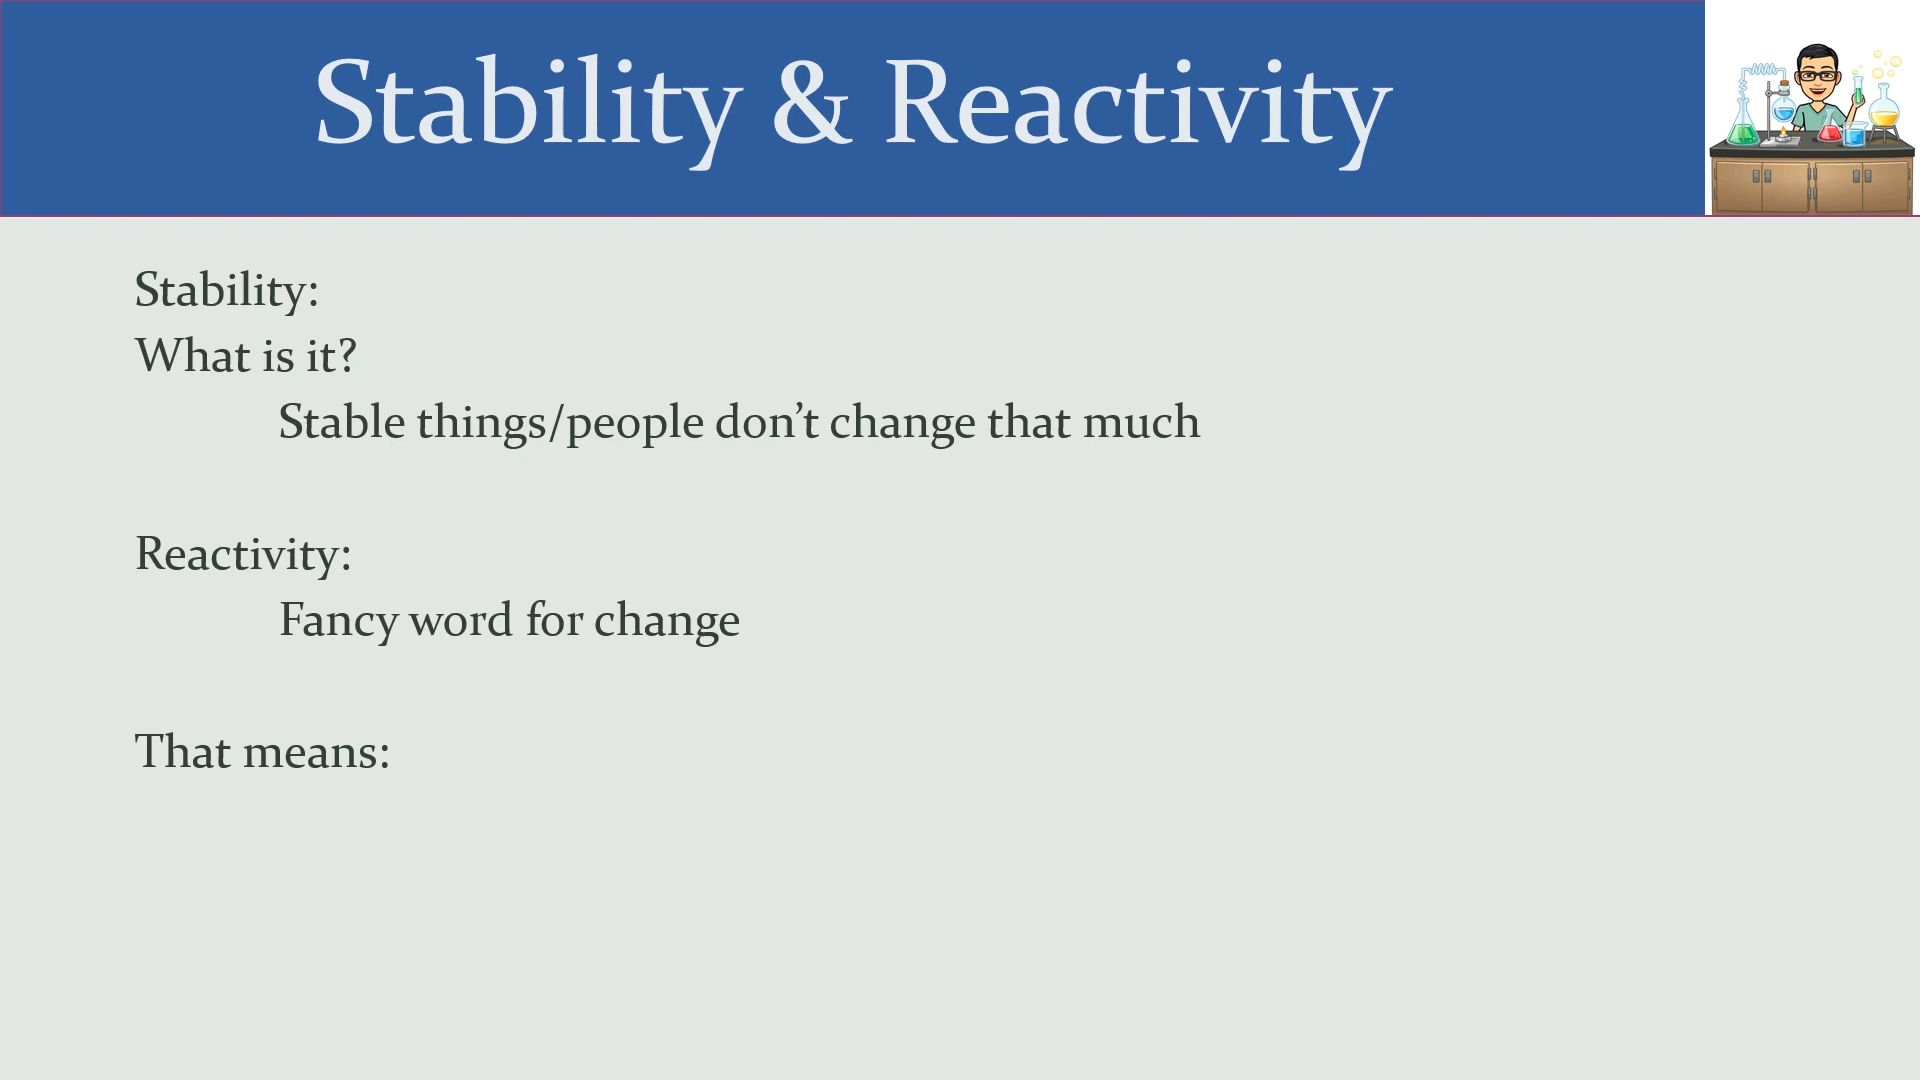 Stability & Reactivity
Stability:
What is it?
Stable things/people don’t change that much
Reactivity:
Fancy word for change
That means: